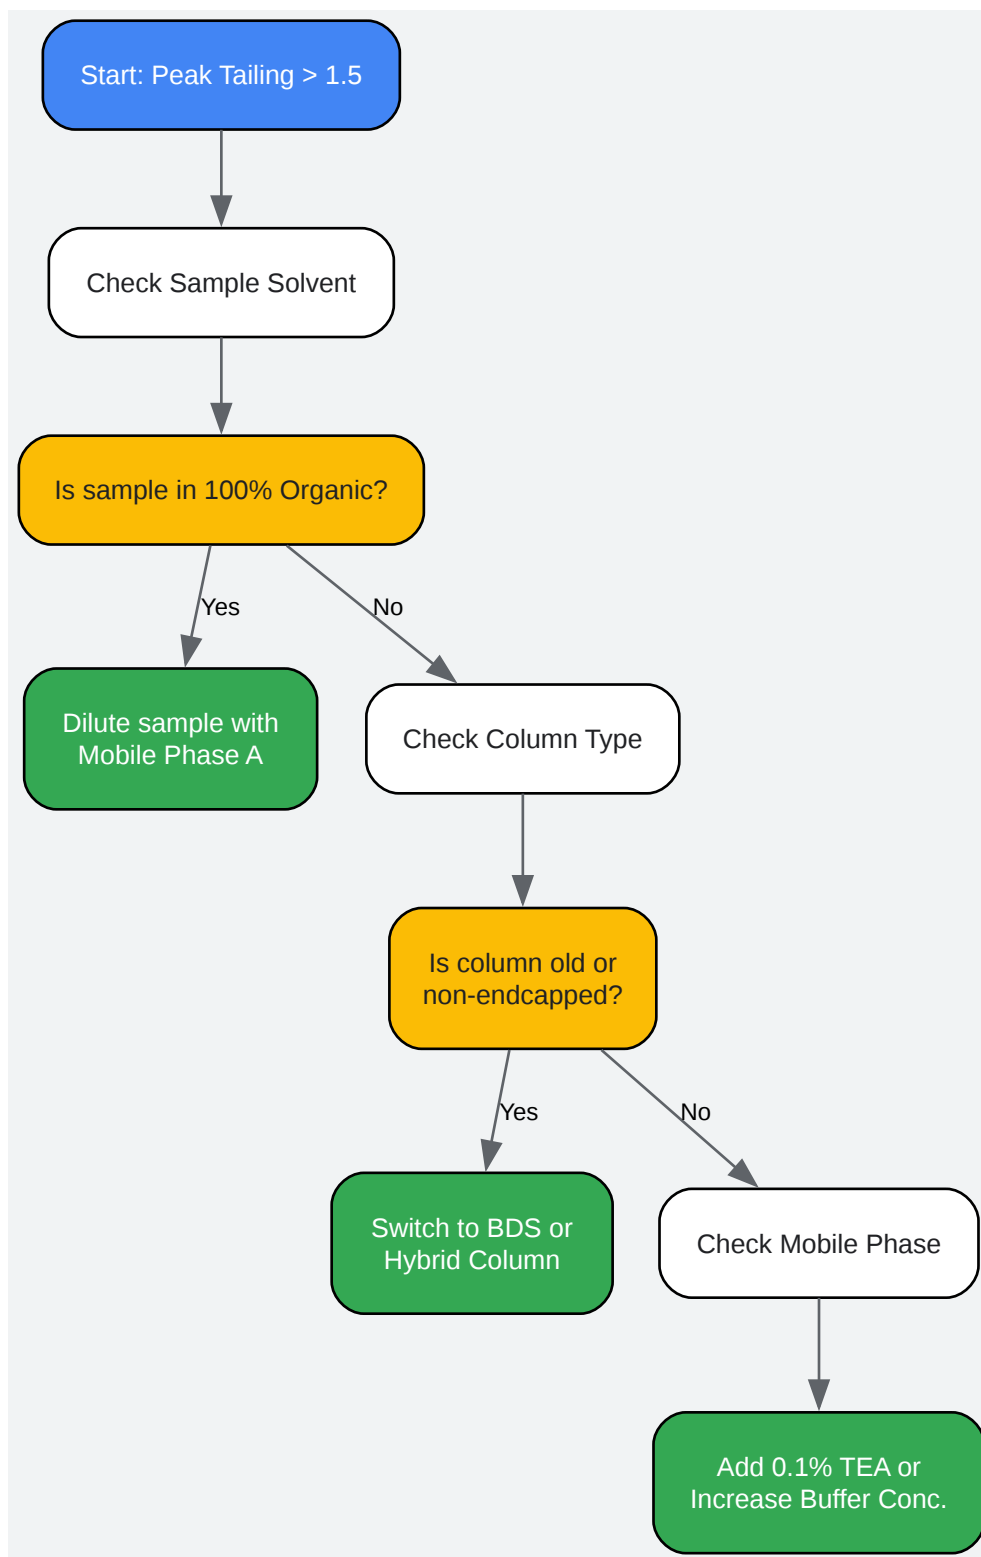 Start: Peak Tailing > 1.5
Check Sample Solvent
Is sample in 100% Organic?
Yes
No
Dilute sample with
Mobile Phase A
Check Column Type
Is column old or
non-endcapped?
Yes
No
Switch to BDS or
Hybrid Column
Check Mobile Phase
Add 0.1% TEA or
Increase Buffer Conc.